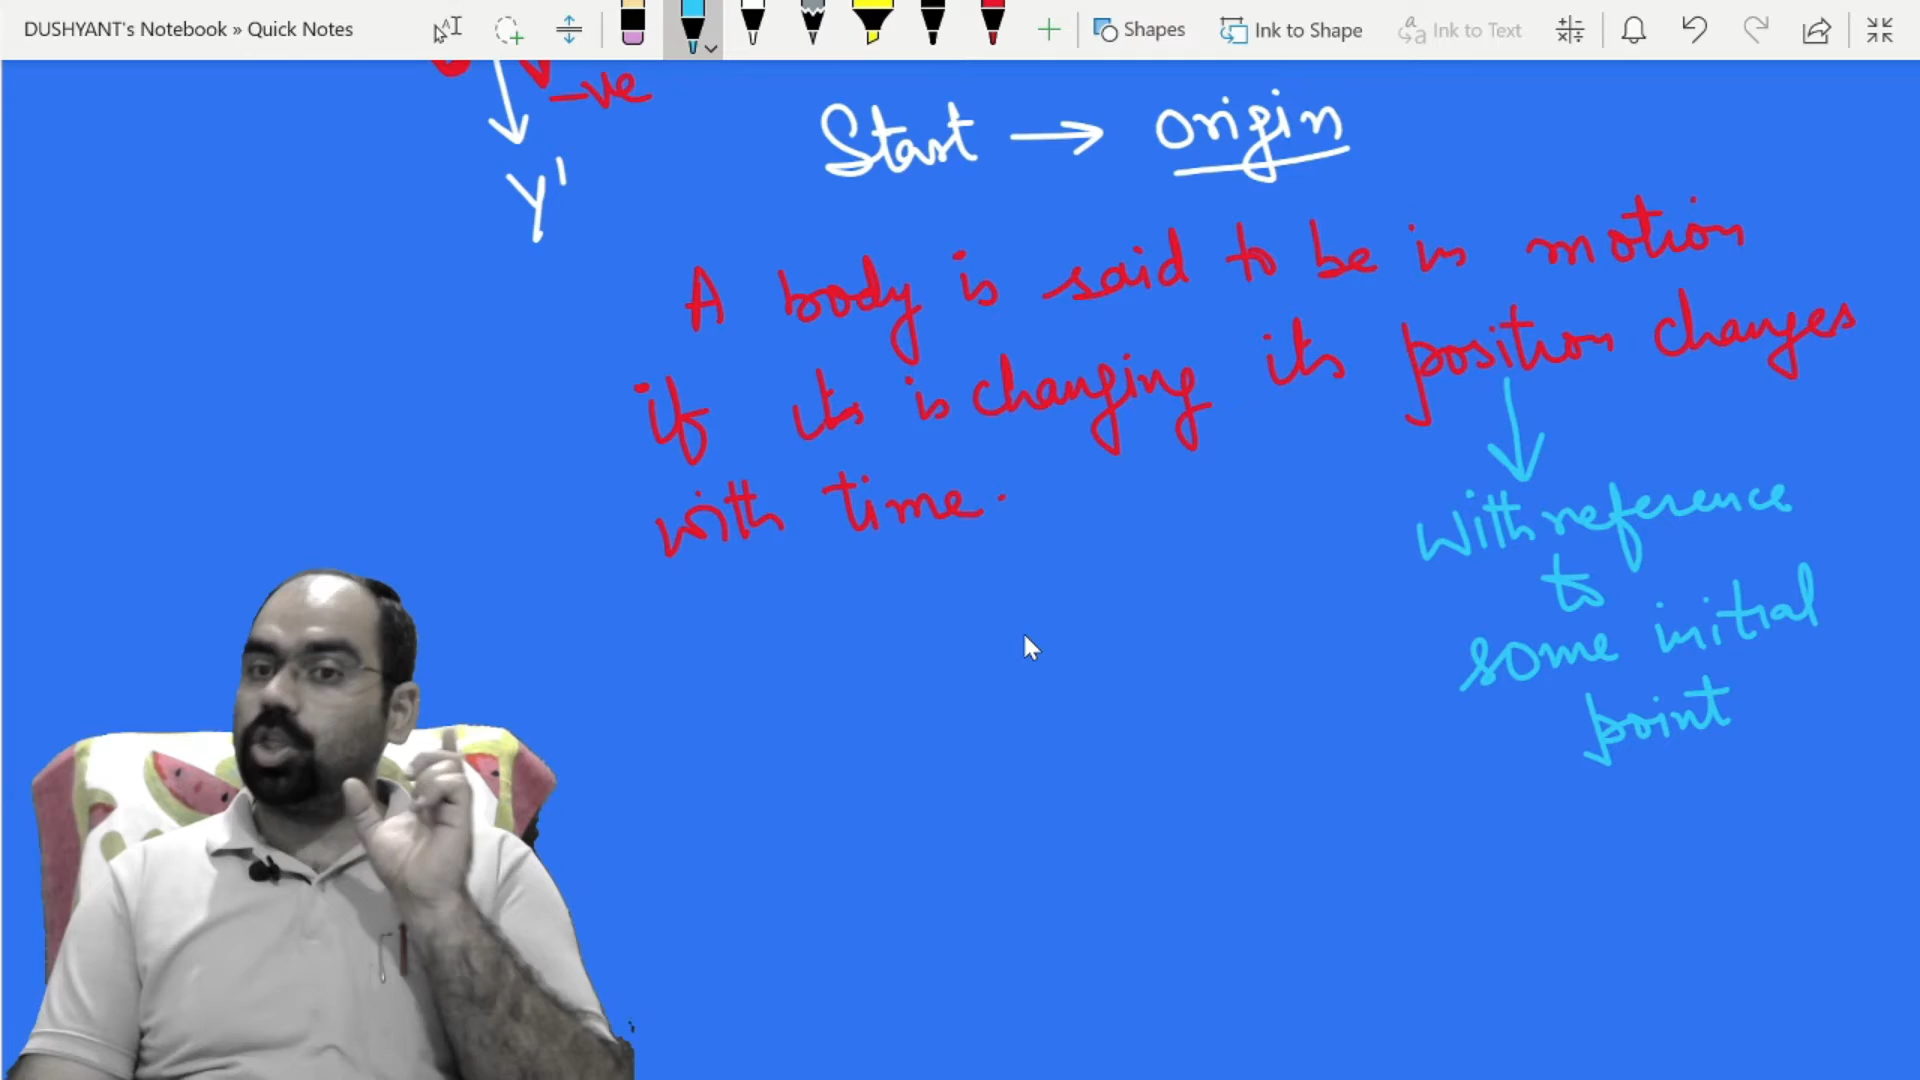 DUSHYANT's Notebook » Quick Notes
Shapes
Ink to Shape
Ink to Text
-ve
Start → Origin
Y'
A body is said to be in motion
if its is changing its position changes
with time.
With reference
to
some initial
point